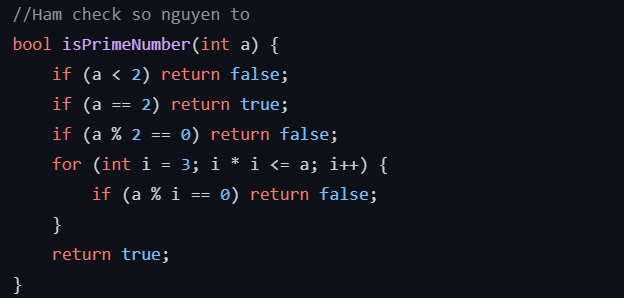 //Ham check so nguyen to
bool isPrimeNumber(int a) {
    if (a < 2) return false;
    if (a == 2) return true;
    if (a % 2 == 0) return false;
    for (int i = 3; i * i <= a; i++) {
        if (a % i == 0) return false;
    }
    return true;
}